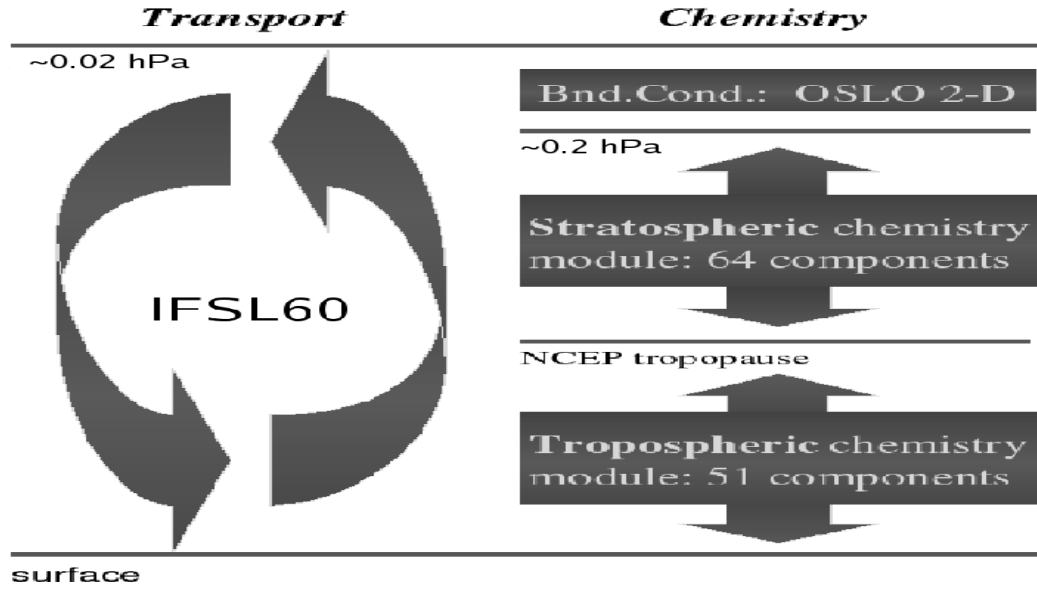 Transport
Chemistry
~0.02 hPa
Bnd.Cond.: OSLO 2-D
~0.2 hPa
Stratospheric chemistry
module: 64 components
IFSL60
NCEP tropopause
Tropospheric chemistry
module: 51 components
surface